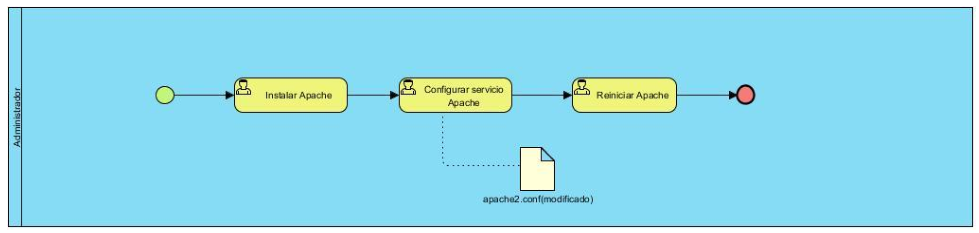 Administrador
Instalar Apache
Configurar servicio
Apache
Reiniciar Apache
apache2.conf(modificado)